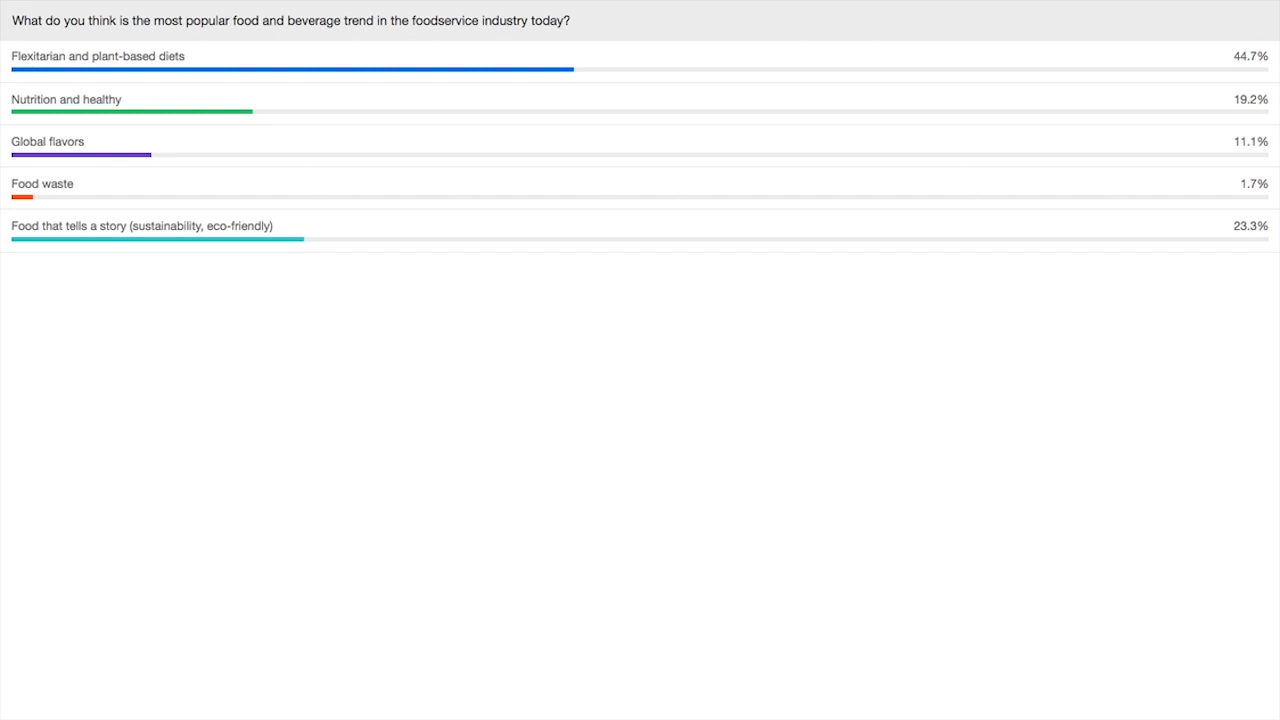 What do you think is the most popular food and beverage trend in the foodservice industry today?
Flexitarian and plant-based diets 44.7%
Nutrition and healthy 19.2%
Global flavors 11.1%
Food waste 1.7%
Food that tells a story (sustainability, eco-friendly) 23.3%